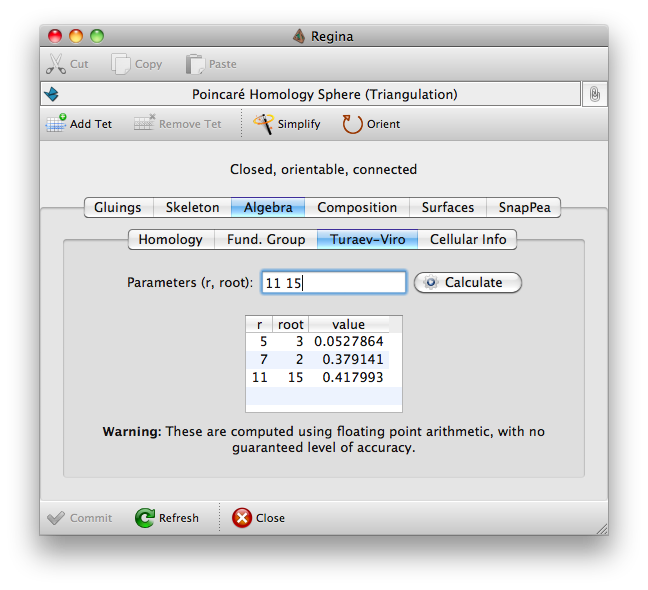 Regina
Cut Copy Paste
Poincaré Homology Sphere (Triangulation)
Add Tet Remove Tet Simplify Orient
Closed, orientable, connected
Gluings Skeleton Algebra Composition Surfaces SnapPea
Homology Fund. Group Turaev-Viro Cellular Info
Parameters (r, root): 11 15 Calculate
r root value
5 3 0.0527864
7 2 0.379141
11 15 0.417993
Warning: These are computed using floating point arithmetic, with no
guaranteed level of accuracy.
Commit Refresh Close